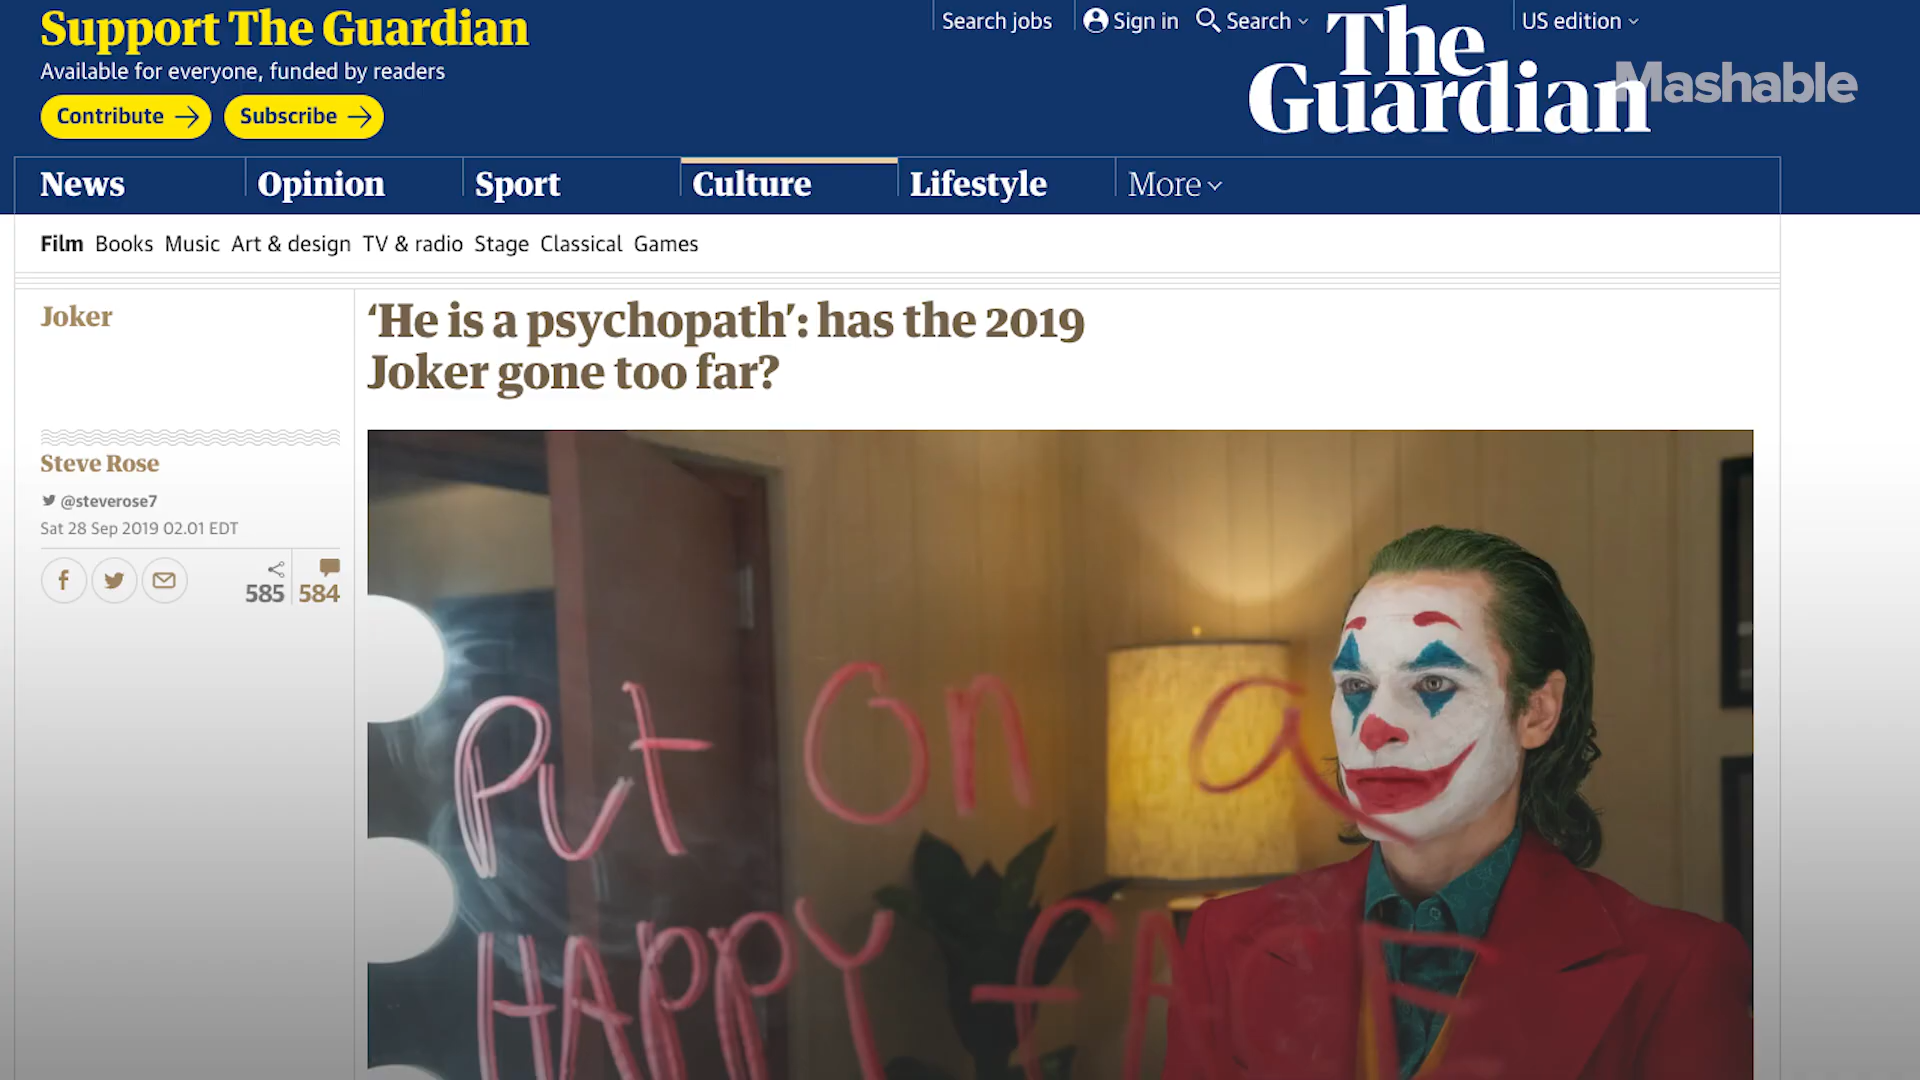 Support The Guardian
Available for everyone, funded by readers
Contribute
Subscribe
Search jobs
Sign in
Search
US edition
The
Guardian
Mashable
News
Opinion
Sport
Culture
Lifestyle
More
Film Books Music Art & design TV & radio Stage Classical Games
Joker
‘He is a psychopath’: has the 2019
Joker gone too far?
Steve Rose
@steverose7
Sat 28 Sep 2019 02.01 EDT
585
584
Put On a
HAPPY fACE